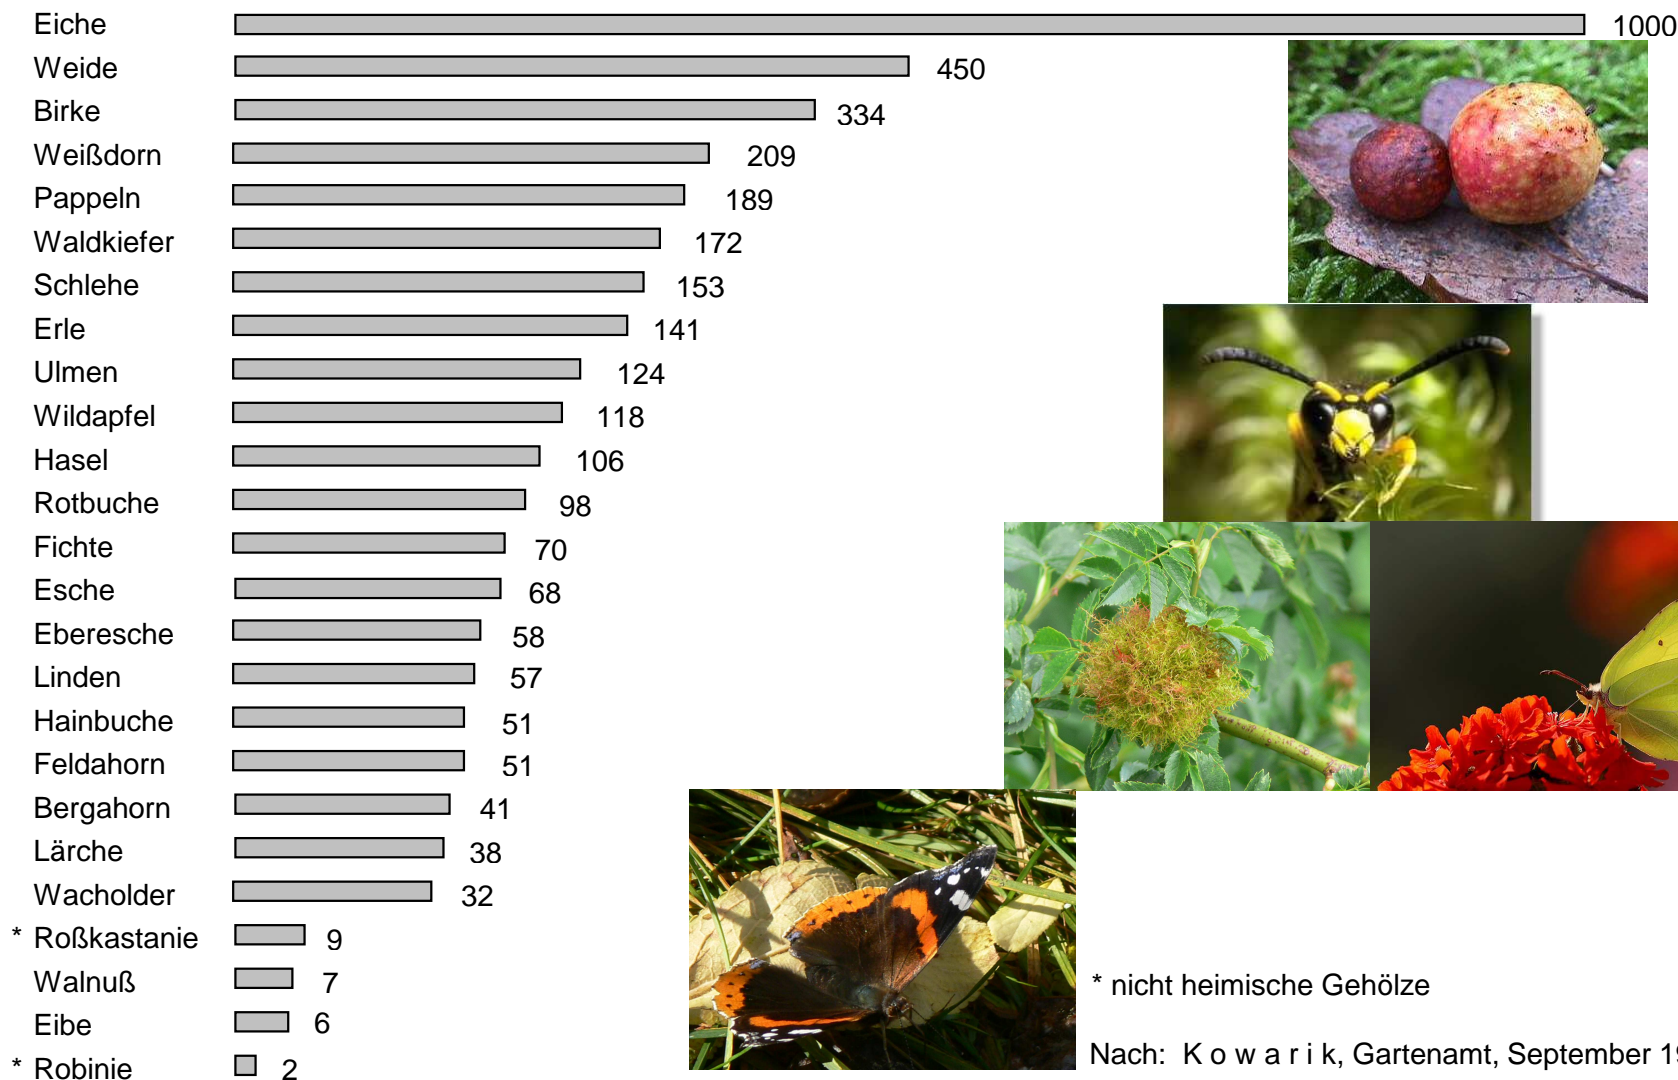 Eiche 1000
Weide 450
Birke 334
Weißdorn 209
Pappeln 189
Waldkiefer 172
Schlehe 153
Erle 141
Ulmen 124
Wildapfel 118
Hasel 106
Rotbuche 98
Fichte 70
Esche 68
Eberesche 58
Linden 57
Hainbuche 51
Feldahorn 51
Bergahorn 41
Lärche 38
Wacholder 32
* Roßkastanie 9
Walnuß 7
Eibe 6
* Robinie 2
* nicht heimische Gehölze
Nach: K o w a r i k, Gartenamt, September